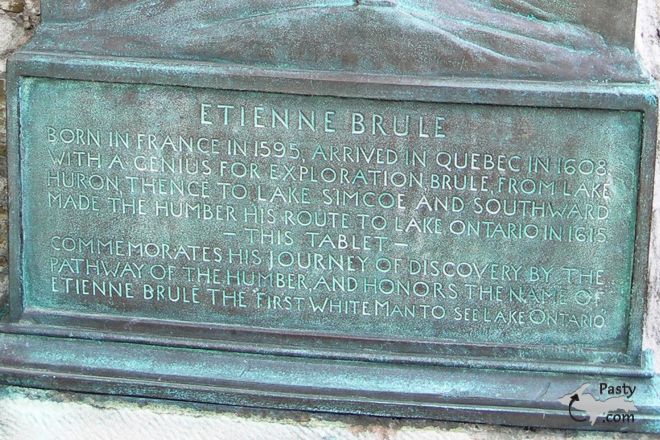 ETIENNE BRULE
BORN IN FRANCE IN 1595, ARRIVED IN QUEBEC IN 1608
WITH A GENIUS FOR EXPLORATION, BRULE, FROM LAKE
HURON, THENCE TO LAKE SIMCOE AND SOUTHWARD
MADE THE HUMBER HIS ROUTE TO LAKE ONTARIO IN 1615
— THIS TABLET —
COMMEMORATES HIS JOURNEY OF DISCOVERY BY THE
PATHWAY OF THE HUMBER, AND HONORS THE NAME OF
ETIENNE BRULE THE "FIRST WHITE MAN TO SEE LAKE ONTARIO"
Pasty
.com